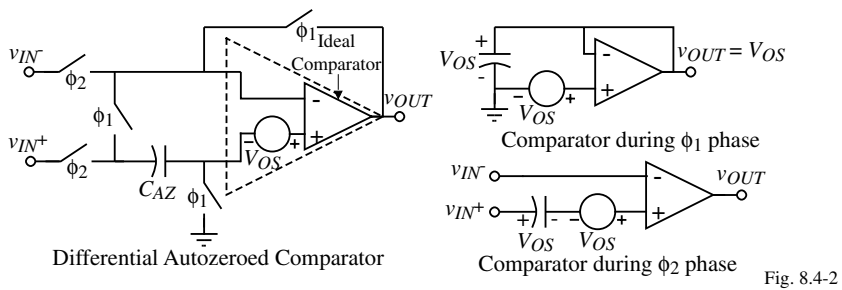 ϕ1
Ideal
Comparator
vIN-
ϕ2
ϕ1
vIN+
ϕ2
CAZ
ϕ1
-
+
- VOS +
vOUT
Differential Autozeroed Comparator
+
VOS
-
- VOS +
-
+
vOUT = VOS
Comparator during ϕ1 phase
vIN-
vIN+
+ VOS -
- VOS +
-
+
vOUT
Comparator during ϕ2 phase
Fig. 8.4-2